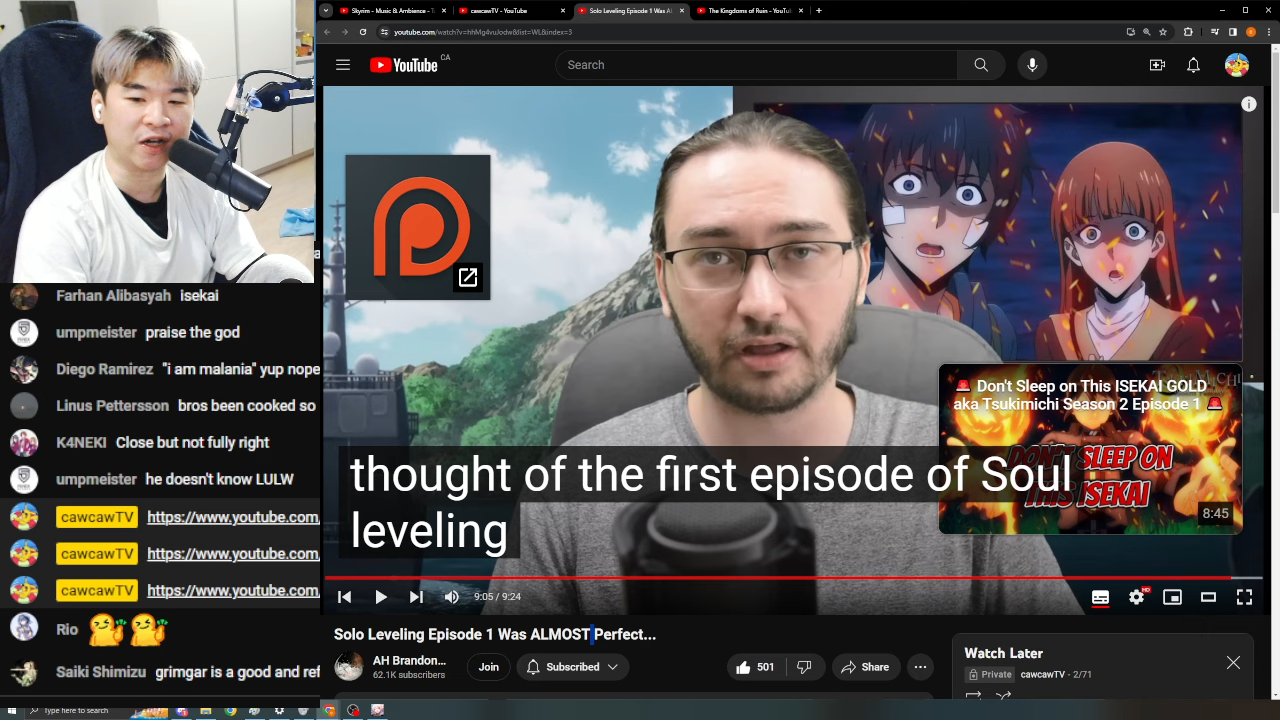 Skyrim - Music & Ambience - T
cawcawTV - YouTube
Solo Leveling Episode 1 Was Al
The Kingdoms of Ruin - YouTu
youtube.com/watch?v=hhMg4vuJodw&list=WL&index=3
YouTube CA
Search
🚨 Don't Sleep on This ISEKAI GOLD
aka Tsukimichi Season 2 Episode 1 🚨
DON'T SLEEP ON
THIS ISEKAI
8:45
thought of the first episode of Soul
leveling
9:05 / 9:24
HD
Solo Leveling Episode 1 Was ALMOST Perfect...
AH Brandon...
62.1K subscribers
Join
Subscribed
501
Share
Watch Later
Private cawcawTV - 2/71
Farhan Alibasyah isekai
umpmeister praise the god
Diego Ramirez "i am malania" yup nope
Linus Pettersson bros been cooked so
K4NEKI Close but not fully right
umpmeister he doesn't know LULW
cawcawTV https://www.youtube.com/
cawcawTV https://www.youtube.com/
cawcawTV https://www.youtube.com/
Rio
Saiki Shimizu grimgar is a good and ref
Type here to search